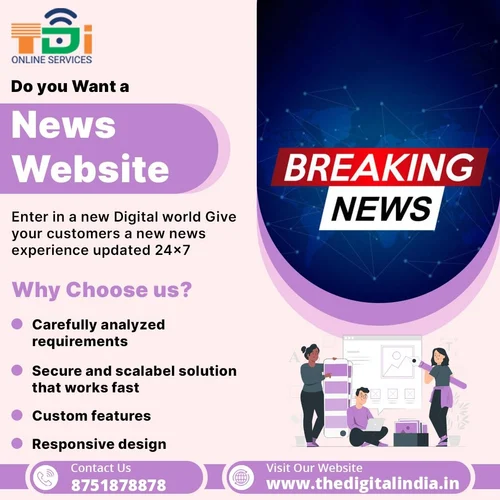 TDi
ONLINE SERVICES
Do you Want a
News
Website
Enter in a new Digital world Give
your customers a new news
experience updated 24×7
BREAKING
NEWS
Why Choose us?
Carefully analyzed
requirements
Secure and scalabel solution
that works fast
Custom features
Responsive design
Contact Us
8751878878
Visit Our Website
www.thedigitalindia.in